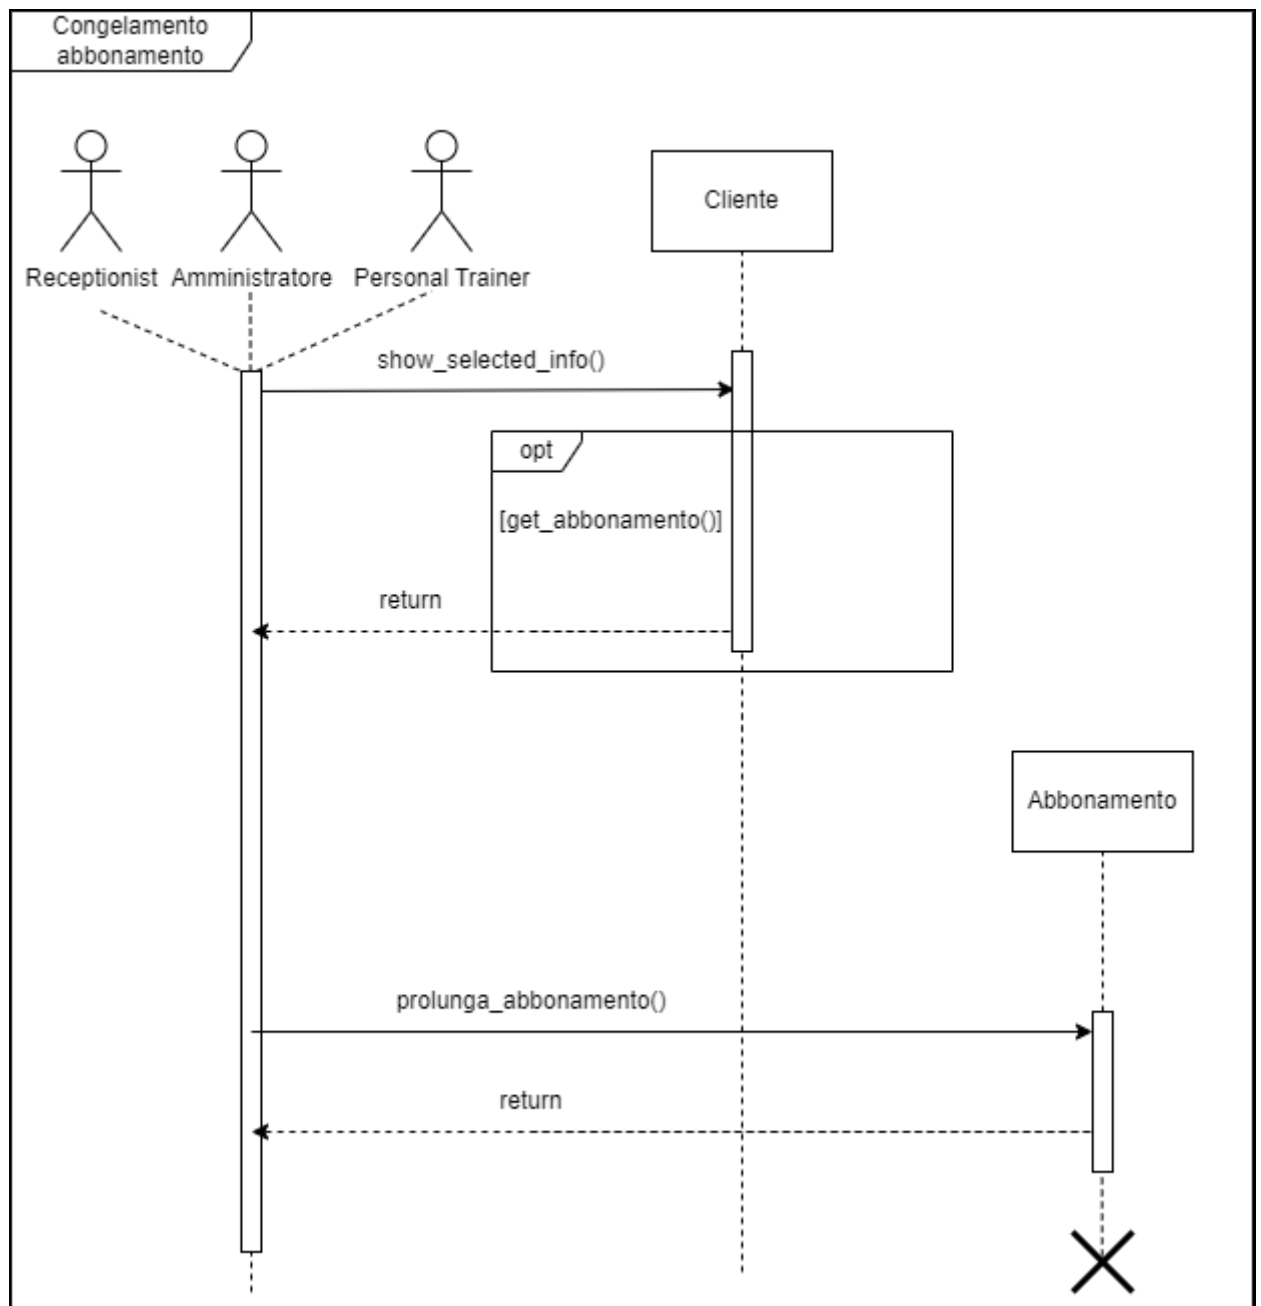 Congelamento
abbonamento
Receptionist
Amministratore
Personal Trainer
Cliente
show_selected_info()
opt
[get_abbonamento()]
return
Abbonamento
prolunga_abbonamento()
return